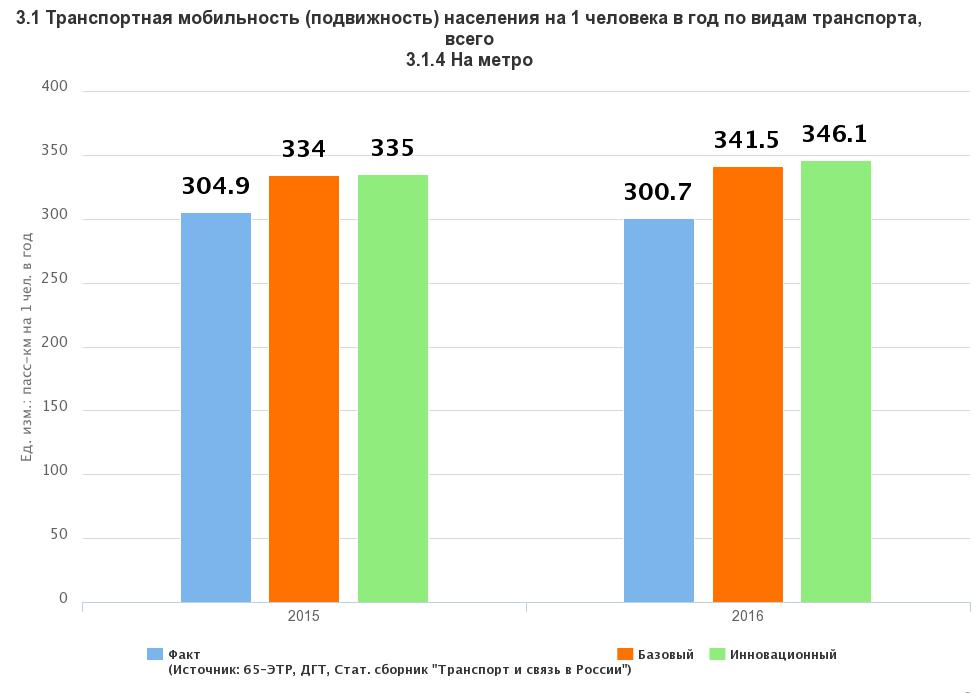 3.1 Транспортная мобильность (подвижность) населения на 1 человека в год по видам транспорта,
всего
3.1.4 На метро
Ед. изм.: пасс-км на 1 чел. в год
400
350
300
250
200
150
100
50
0
304.9
334
335
300.7
341.5
346.1
2015
2016
Факт
(Источник: 65-ЭТР, ДГТ, Стат. сборник "Транспорт и связь в России")
Базовый
Инновационный